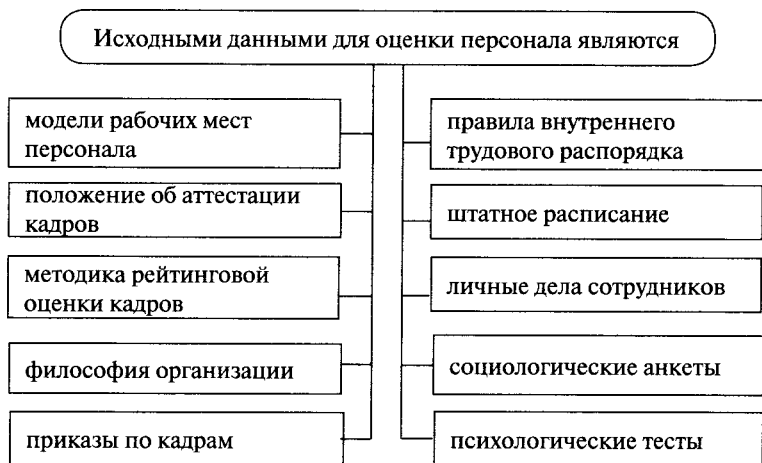 Исходными данными для оценки персонала являются
модели рабочих мест
персонала
положение об аттестации
кадров
методика рейтинговой
оценки кадров
философия организации
приказы по кадрам
правила внутреннего
трудового распорядка
штатное расписание
личные дела сотрудников
социологические анкеты
психологические тесты